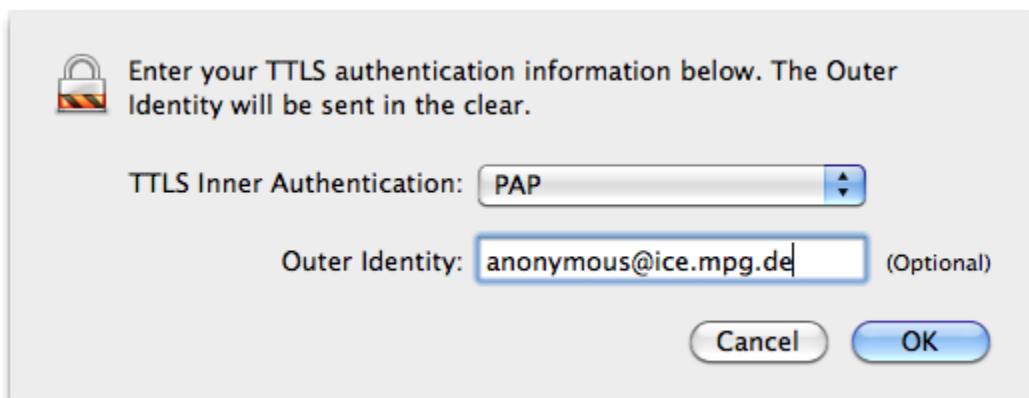 Enter your TTLS authentication information below. The Outer
Identity will be sent in the clear.
TTLS Inner Authentication: PAP
Outer Identity: anonymous@ice.mpg.de (Optional)
Cancel OK